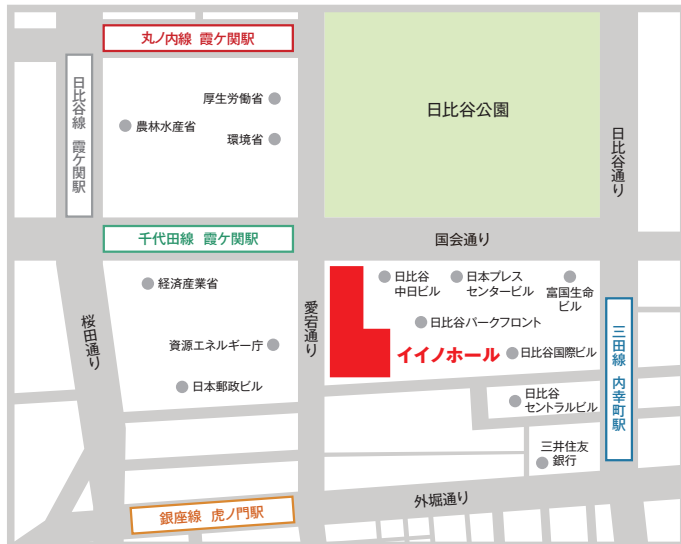 丸ノ内線 霞ケ関駅
日比谷線 霞ケ関駅
厚生労働省
農林水産省
環境省
日比谷公園
日比谷通り
千代田線 霞ケ関駅
国会通り
経済産業省
桜田通り
資源エネルギー庁
日本郵政ビル
愛宕通り
日比谷
中日ビル
日本プレス
センタービル
富国生命
ビル
日比谷パークフロント
イイノホール
日比谷国際ビル
三田線 内幸町駅
日比谷
セントラルビル
三井住友
銀行
外堀通り
銀座線 虎ノ門駅